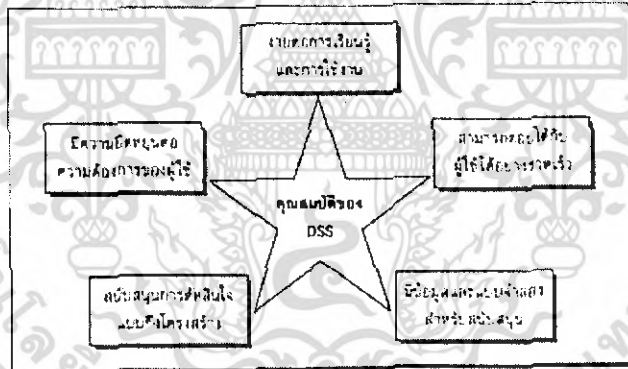 ง่ายต่อการเรียนรู้
และการใช้งาน
มีความยืดหยุ่นต่อ
ความต้องการของผู้ใช้
สามารถตอบโต้กับ
ผู้ใช้ได้อย่างรวดเร็ว
คุณสมบัติของ
DSS
สนับสนุนการตัดสินใจ
แบบกึ่งโครงสร้าง
มีข้อมูลและแบบจำลอง
สำหรับสนับสนุน